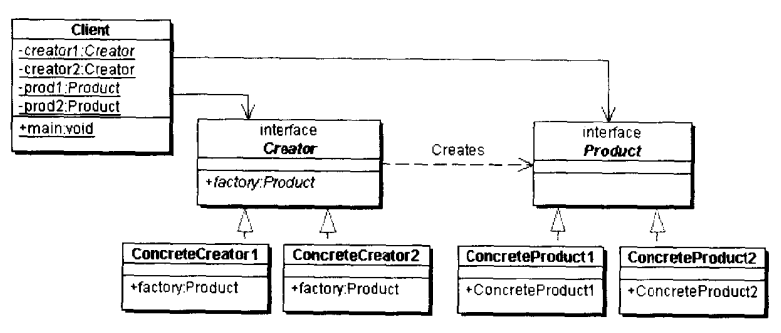 Client
-creator1:Creator
-creator2:Creator
-prod1:Product
-prod2:Product
+main:void
interface
Creator
+factory:Product
Creates
interface
Product
ConcreteCreator1
+factory:Product
ConcreteCreator2
+factory:Product
ConcreteProduct1
+ConcreteProduct1
ConcreteProduct2
+ConcreteProduct2